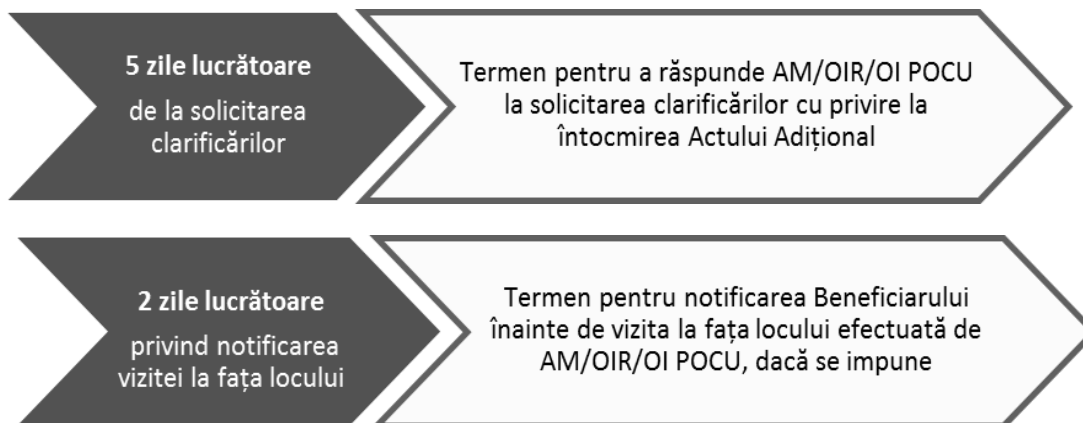 5 zile lucrătoare
de la solicitarea
clarificărilor
Termen pentru a răspunde AM/OIR/OI POCU
la solicitarea clarificărilor cu privire la
întocmirea Actului Adițional
2 zile lucrătoare
privind notificarea
vizitei la fața locului
Termen pentru notificarea Beneficiarului
înainte de vizita la fața locului efectuată de
AM/OIR/OI POCU, dacă se impune